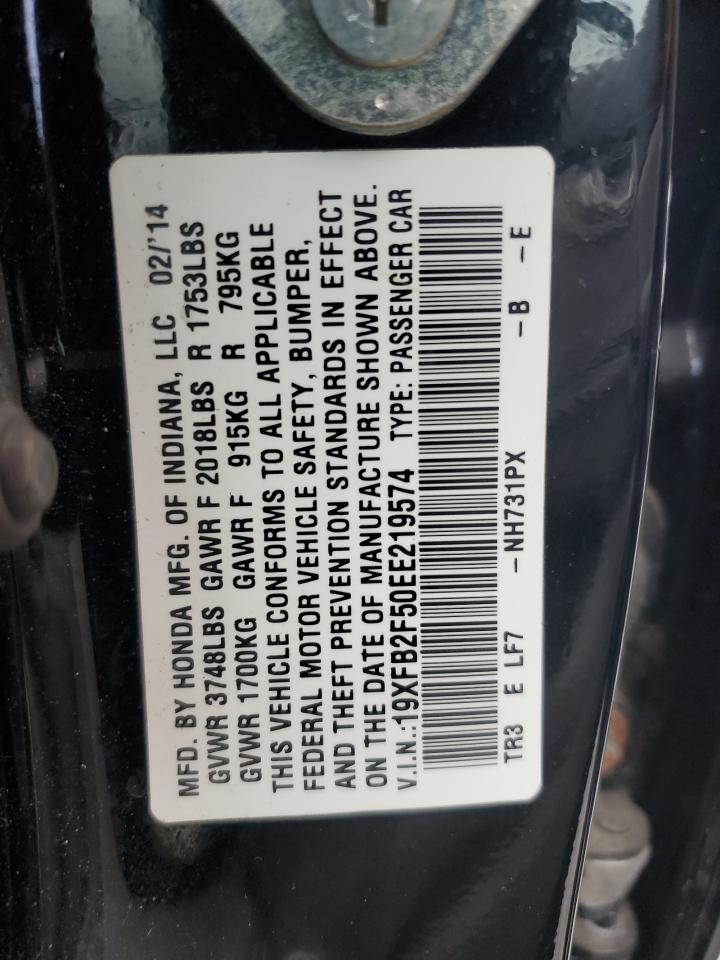 MFD. BY HONDA MFG. OF INDIANA, LLC 02/'14
GVWR 3748LBS GAWR F 2018LBS R 1753LBS
GVWR 1700KG GAWR F 915KG R 795KG
THIS VEHICLE CONFORMS TO ALL APPLICABLE
FEDERAL MOTOR VEHICLE SAFETY, BUMPER,
AND THEFT PREVENTION STANDARDS IN EFFECT
ON THE DATE OF MANUFACTURE SHOWN ABOVE.
V.I.N.:19XFB2F50EE219574 TYPE: PASSENGER CAR
TR3 E LF7 -NH731PX -B -E